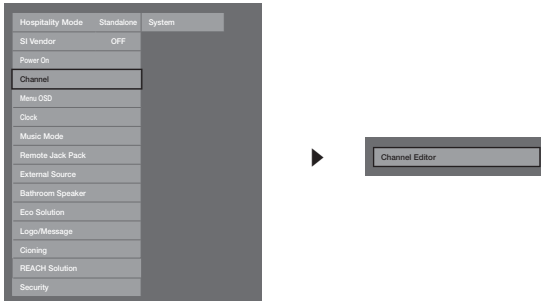 Hospitality Mode Standalone System
SI Vendor OFF
Power On
Channel
Menu OSD
Clock
Music Mode
Remote Jack Pack
External Source
Bathroom Speaker
Eco Solution
Logo/Message
Cloning
REACH Solution
Security
Channel Editor